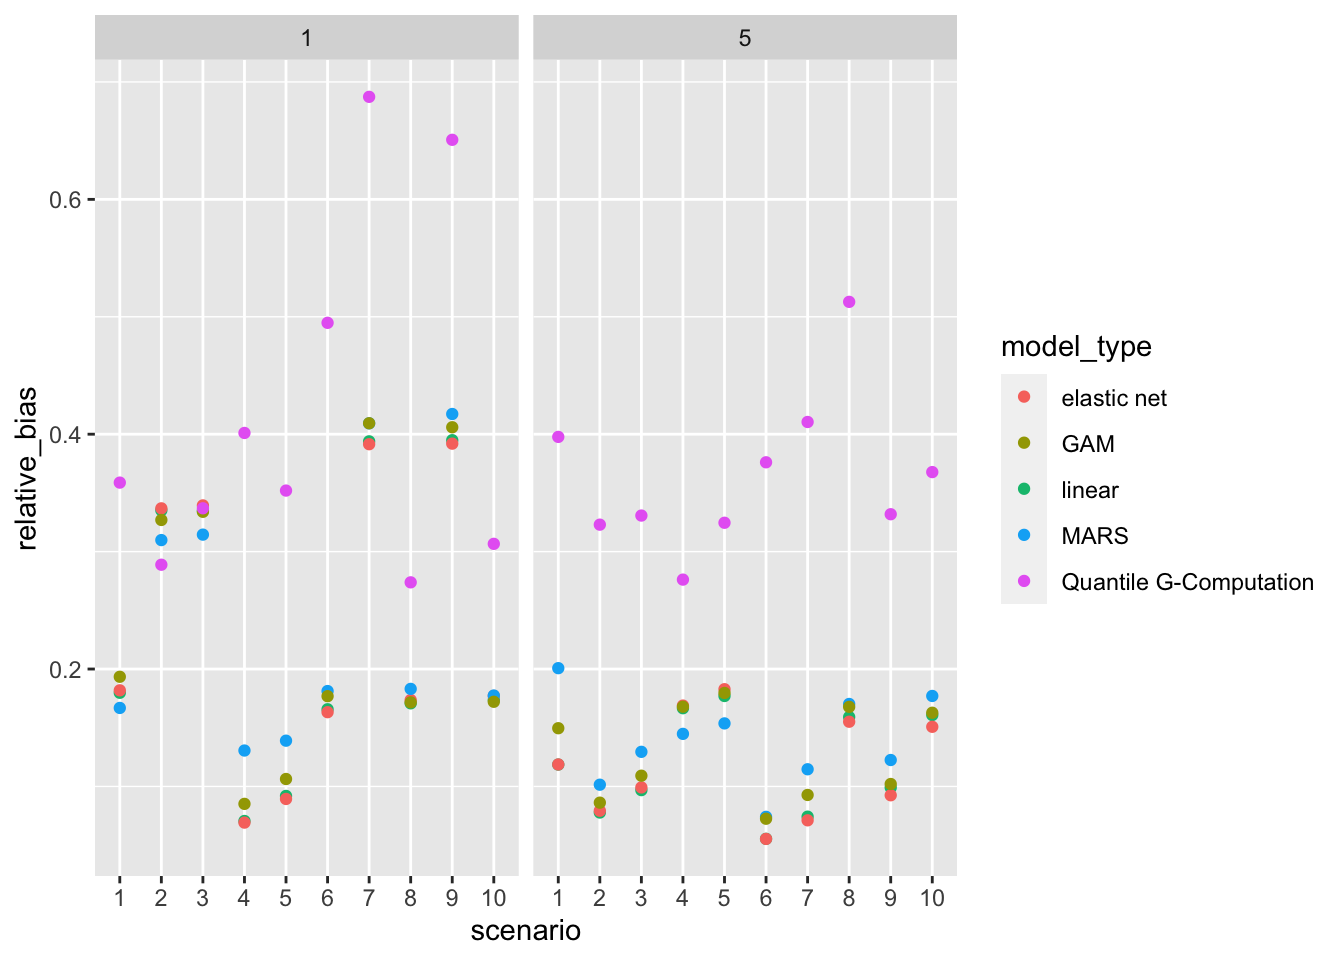 1
5
relative_bias
0.6
0.4
0.2
1 2 3 4 5 6 7 8 9 10
1 2 3 4 5 6 7 8 9 10
scenario
model_type
elastic net
GAM
linear
MARS
Quantile G-Computation